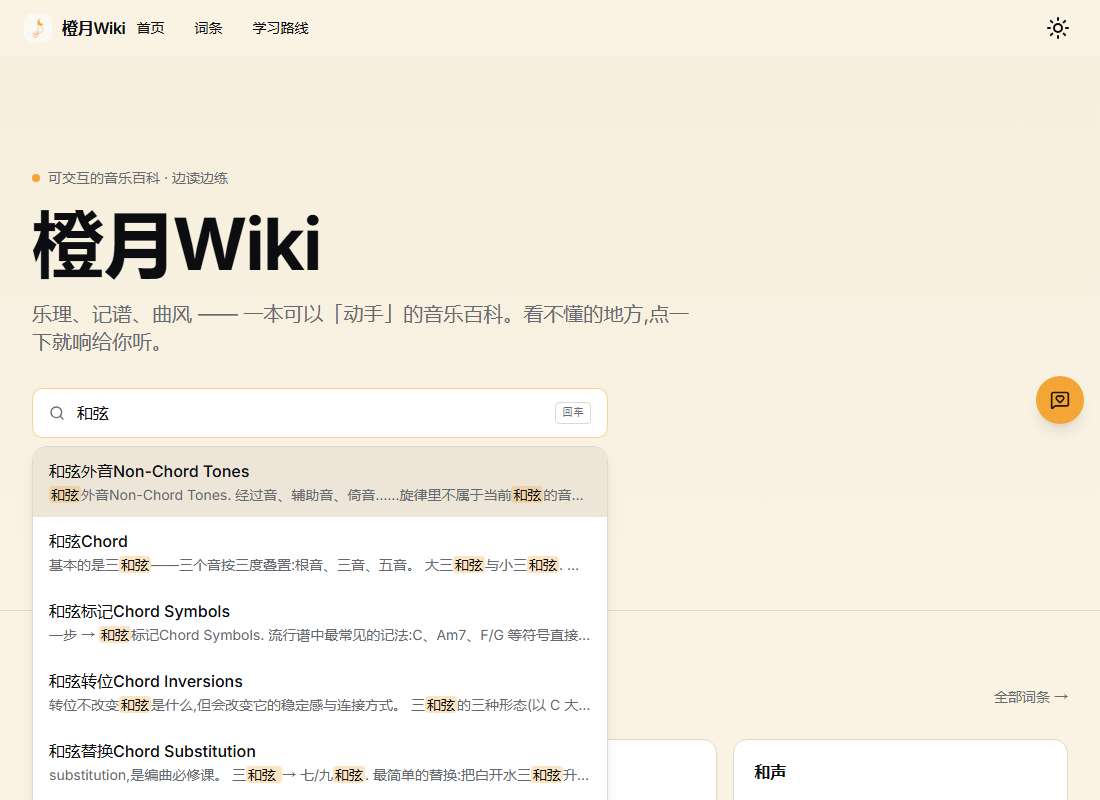 橙月Wiki 首页 词条 学习路线
可交互的音乐百科 · 边读边练
橙月Wiki
乐理、记谱、曲风 —— 一本可以「动手」的音乐百科。看不懂的地方,点一
下就响给你听。
和弦 回车
和弦外音Non-Chord Tones
和弦外音Non-Chord Tones. 经过音、辅助音、倚音……旋律里不属于当前和弦的音...
和弦Chord
基本的是三和弦——三个音按三度叠置:根音、三音、五音。 大三和弦与小三和弦. ...
和弦标记Chord Symbols
一步 → 和弦标记Chord Symbols. 流行谱中最常见的记法:C、Am7、F/G 等符号直接...
和弦转位Chord Inversions
转位不改变和弦是什么,但会改变它的稳定感与连接方式。 三和弦的三种形态(以 C 大...
和弦替换Chord Substitution
substitution,是编曲必修课。 三和弦 → 七/九和弦. 最简单的替换:把白开水三和弦升...
全部词条 →
和声